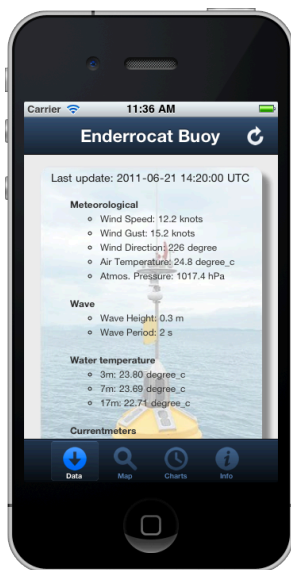 Carrier 11:36 AM
Enderrocat Buoy
Last update: 2011-06-21 14:20:00 UTC
Meteorological
Wind Speed: 12.2 knots
Wind Gust: 15.2 knots
Wind Direction: 226 degree
Air Temperature: 24.8 degree_c
Atmos. Pressure: 1017.4 hPa
Wave
Wave Height: 0.3 m
Wave Period: 2 s
Water temperature
3m: 23.80 degree_c
7m: 23.69 degree_c
17m: 22.71 degree_c
Currentmeters
Data Map Charts Info